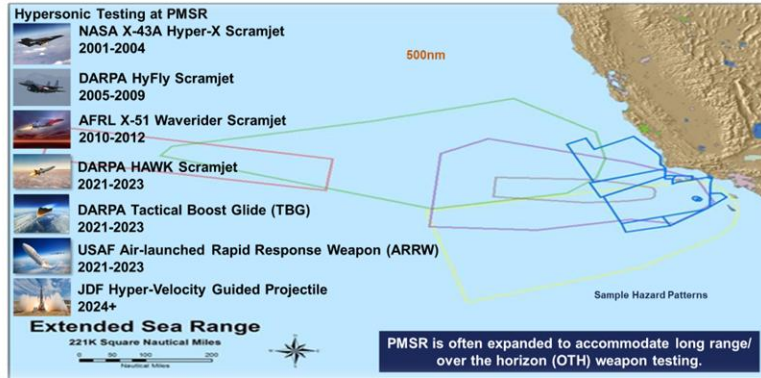 Hypersonic Testing at PMSR
NASA X-43A Hyper-X Scramjet
2001-2004
DARPA HyFly Scramjet
2005-2009
AFRL X-51 Waverider Scramjet
2010-2012
DARPA HAWK Scramjet
2021-2023
DARPA Tactical Boost Glide (TBG)
2021-2023
USAF Air-launched Rapid Response Weapon (ARRW)
2021-2023
JDF Hyper-Velocity Guided Projectile
2024+
500nm
Sample Hazard Patterns
Extended Sea Range
221K Square Nautical Miles
0 50 100 200
Nautical Miles
PMSR is often expanded to accommodate long range/
over the horizon (OTH) weapon testing.